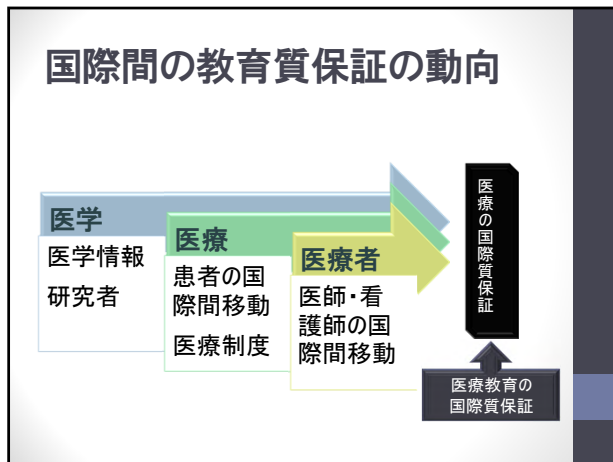 国際間の教育質保証の動向
医学
医学情報
研究者
医療
患者の国
際間移動
医療制度
医療者
医師・看
護師の国
際間移動
医療の国際質保証
医療教育の
国際質保証